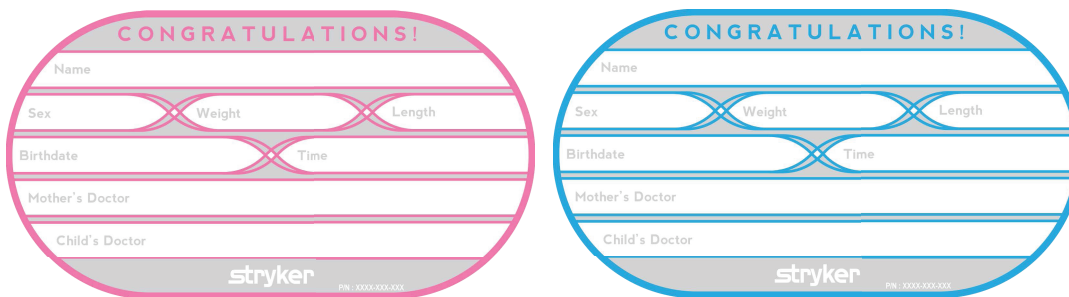 CONGRATULATIONS!
Name
Sex Weight Length
Birthdate Time
Mother's Doctor
Child's Doctor
stryker
P/N : XXXX-XXX-XXX
CONGRATULATIONS!
Name
Sex Weight Length
Birthdate Time
Mother's Doctor
Child's Doctor
stryker
P/N : XXXX-XXX-XXX